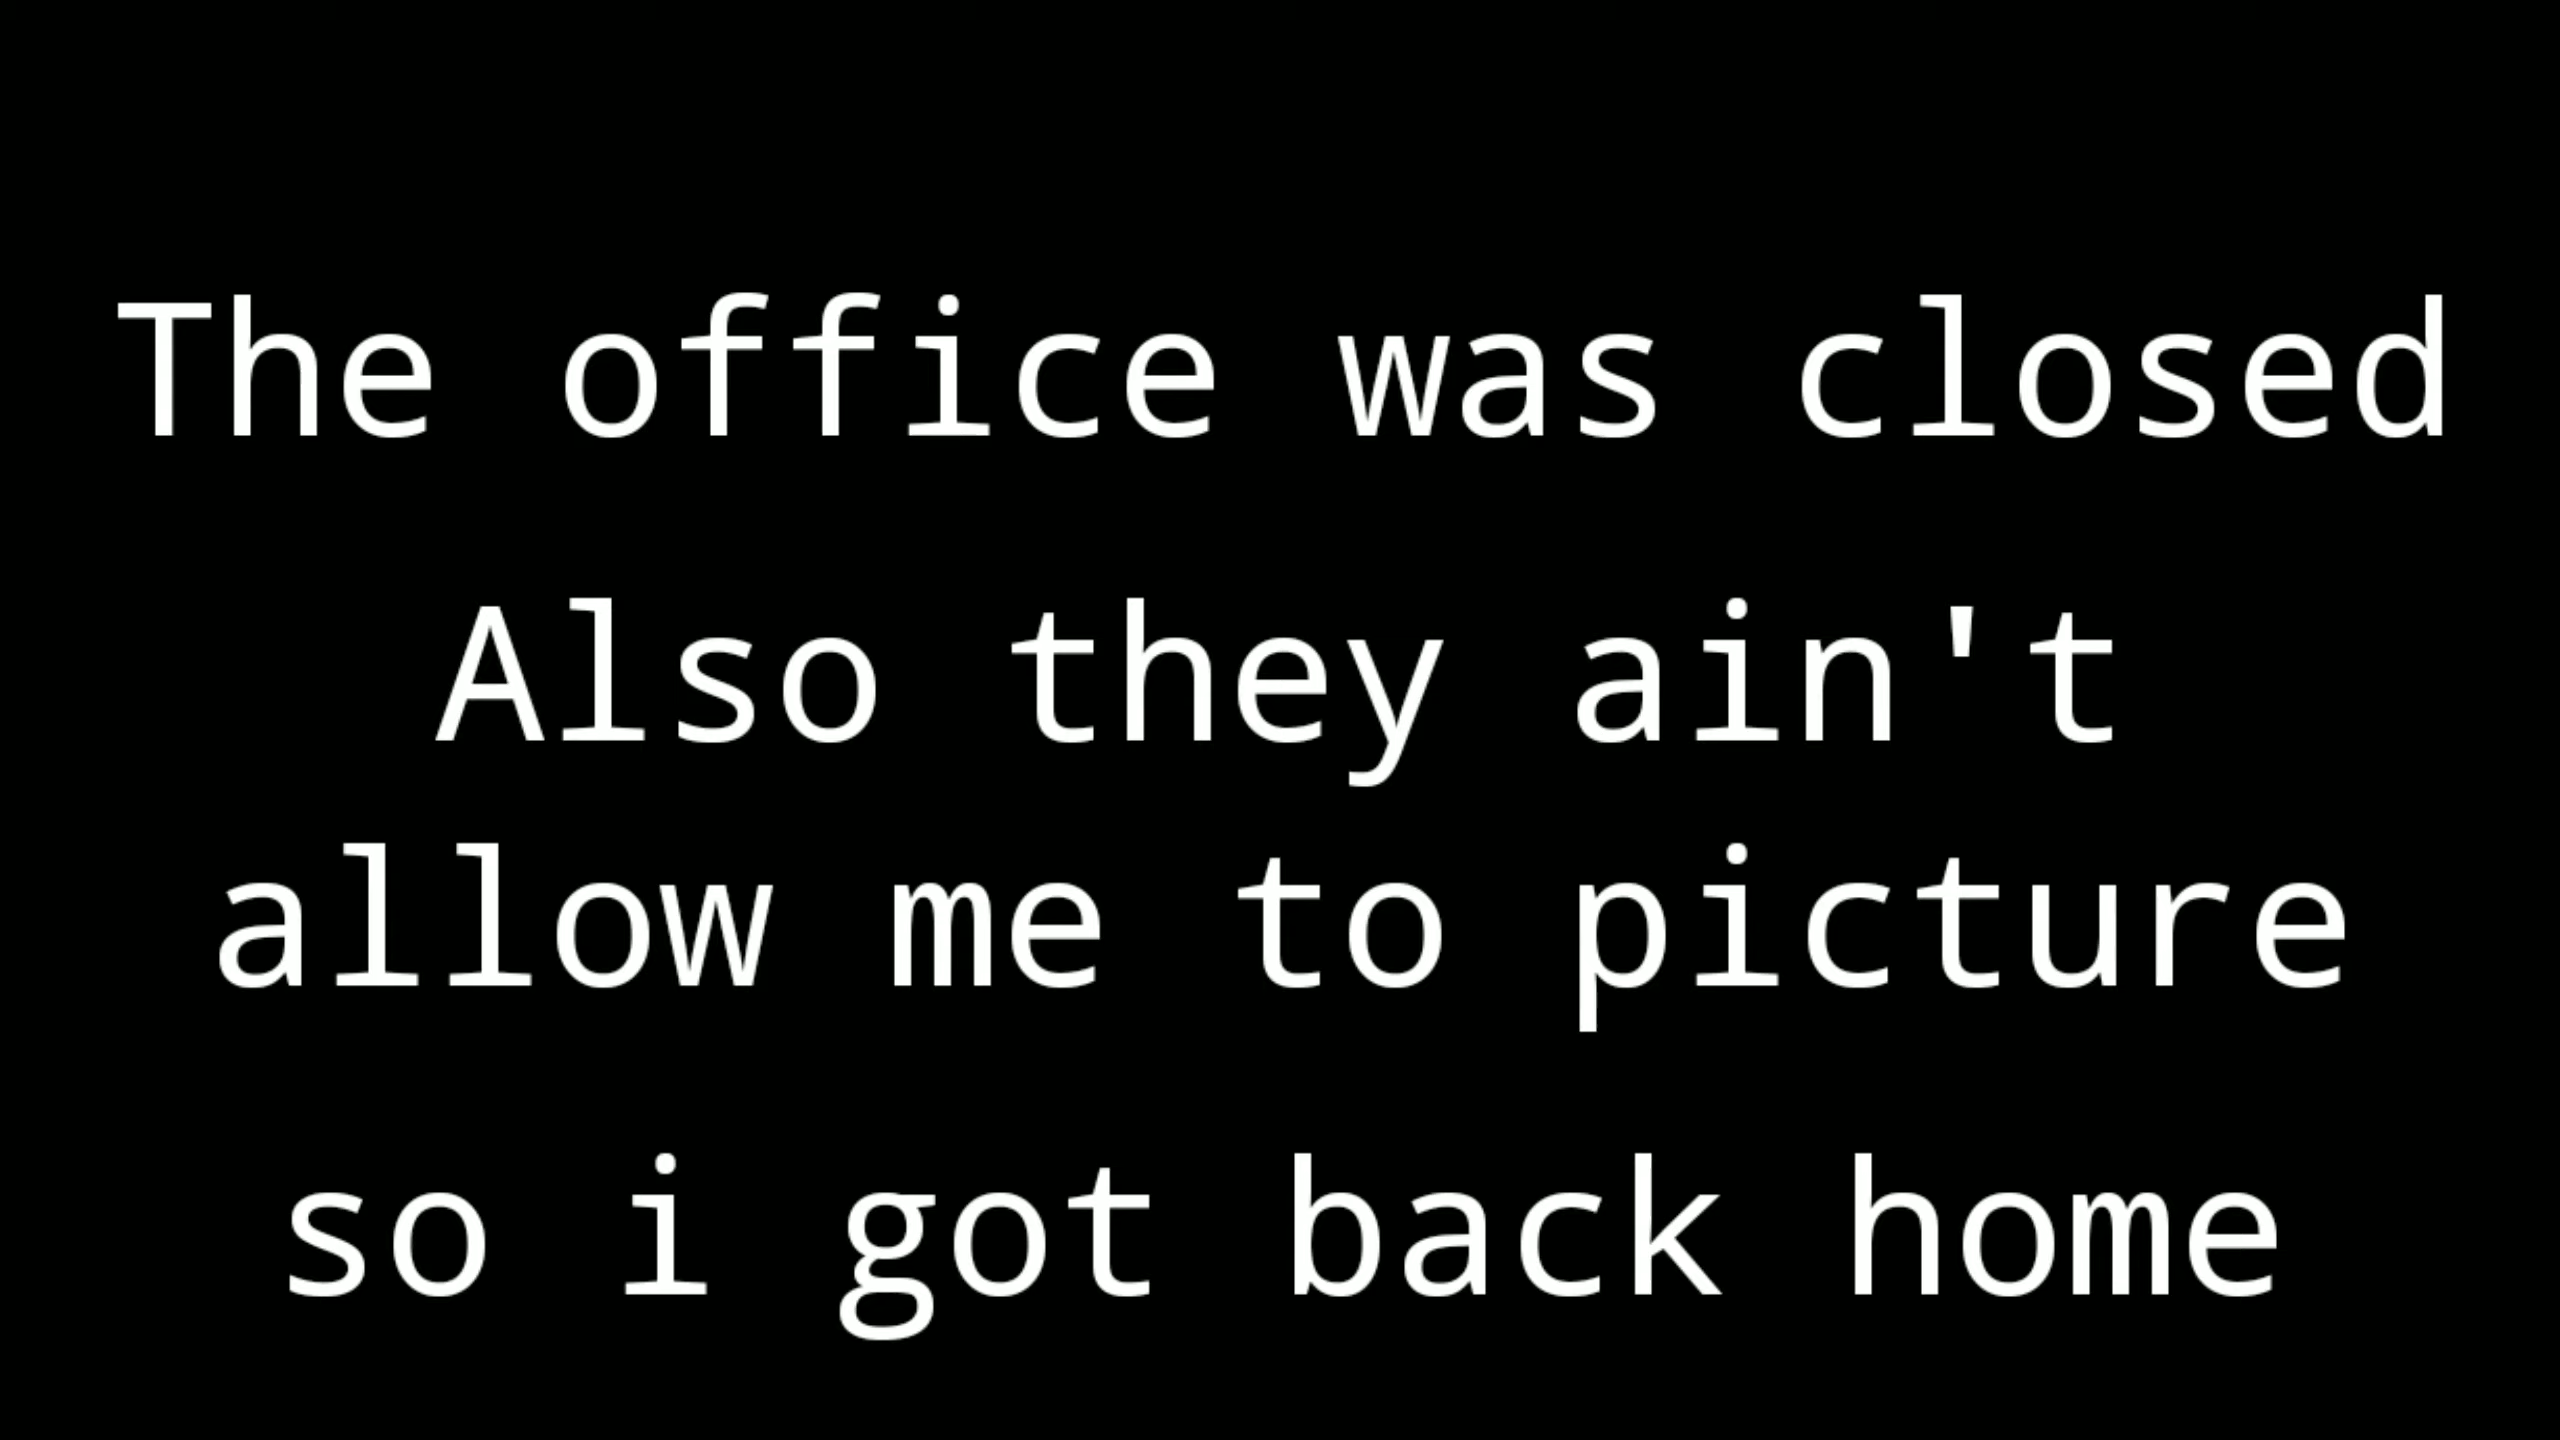 The office was closed
Also they ain't
allow me to picture
so i got back home